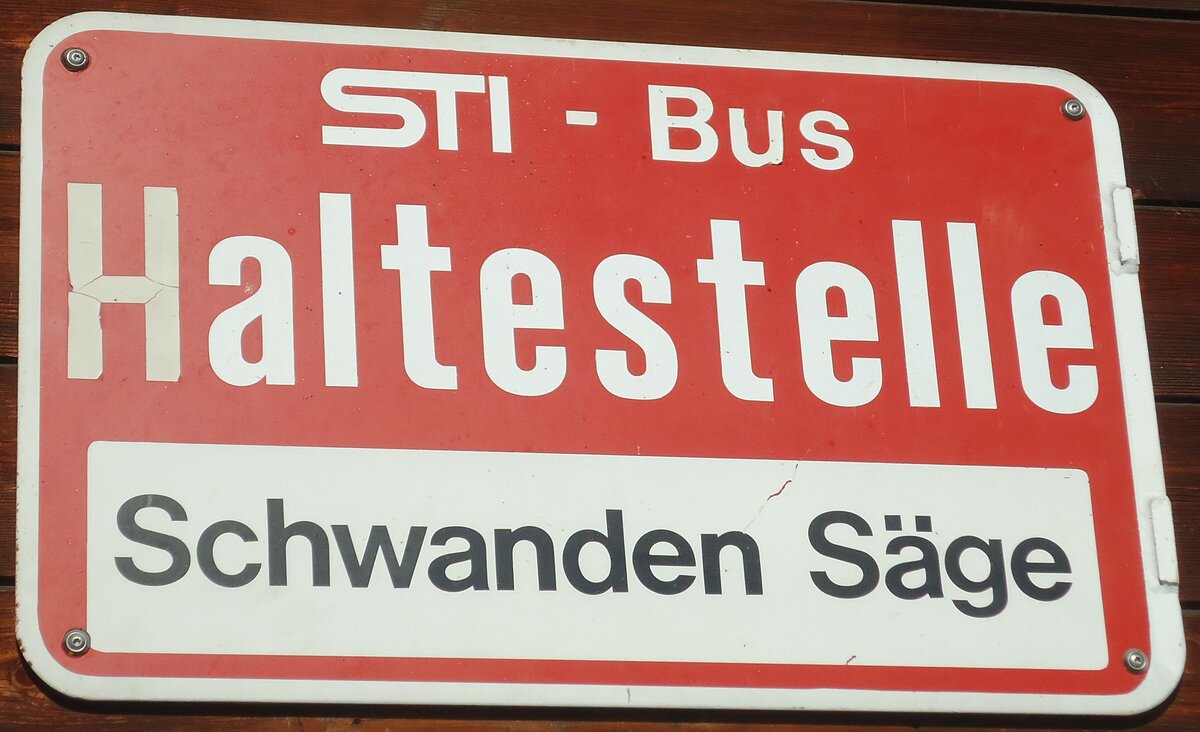 STI - Bus
Haltestelle
Schwanden Säge